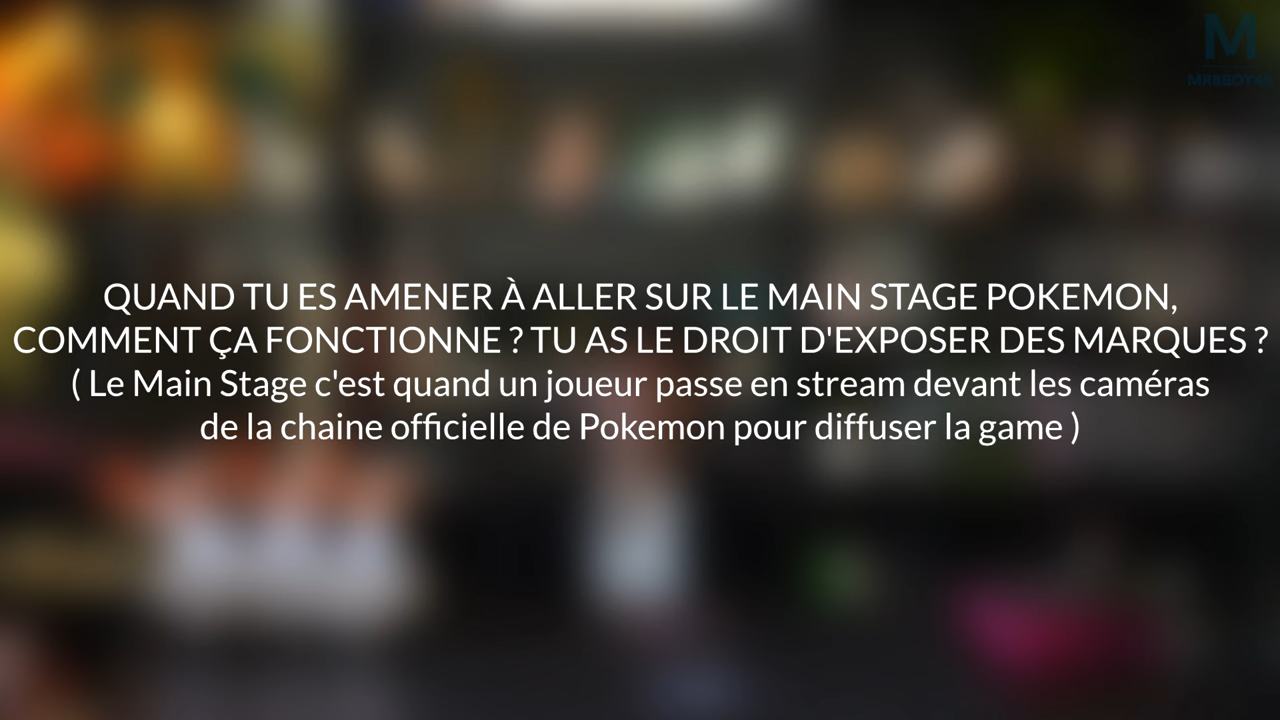 M
QUAND TU ES AMENER À ALLER SUR LE MAIN STAGE POKEMON,
COMMENT ÇA FONCTIONNE ? TU AS LE DROIT D'EXPOSER DES MARQUES ?
( Le Main Stage c'est quand un joueur passe en stream devant les caméras
de la chaine officielle de Pokemon pour diffuser la game )